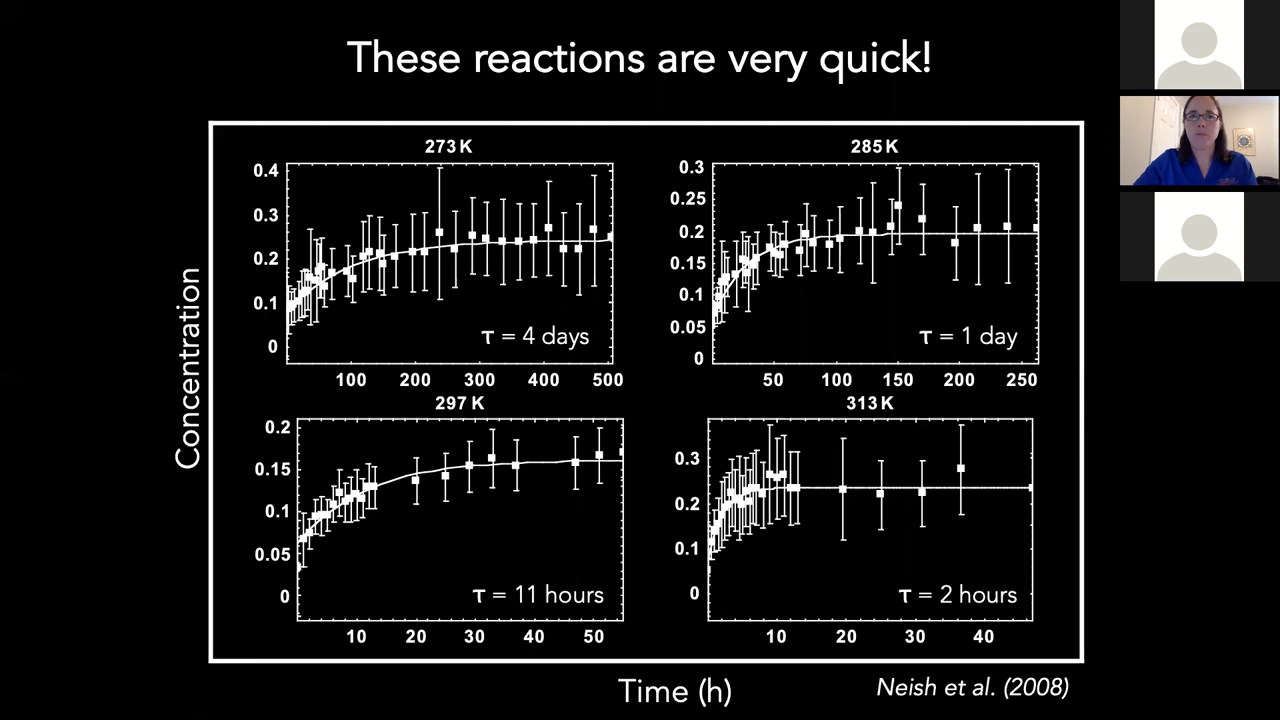 These reactions are very quick!
273 K
0.4
0.3
0.2
0.1
0
τ = 4 days
100 200 300 400 500
285 K
0.3
0.25
0.2
0.15
0.1
0.05
0
τ = 1 day
50 100 150 200 250
Concentration
297 K
0.2
0.15
0.1
0.05
0
τ = 11 hours
10 20 30 40 50
313 K
0.3
0.2
0.1
0
τ = 2 hours
10 20 30 40
Time (h)
Neish et al. (2008)